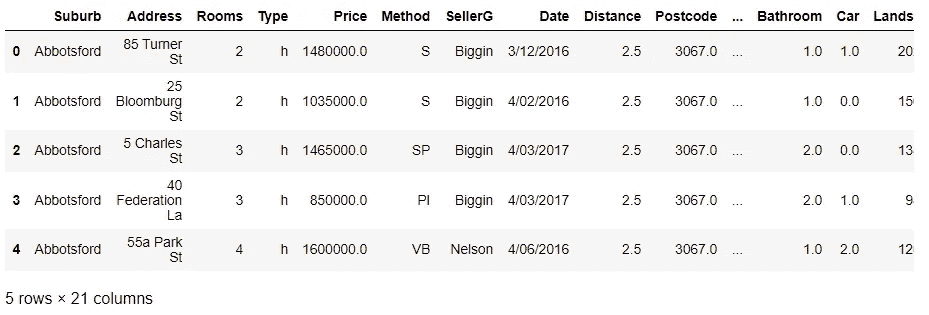 Suburb Address Rooms Type Price Method SellerG Date Distance Postcode ... Bathroom Car Lands
0 Abbotsford 85 Turner St 2 h 1480000.0 S Biggin 3/12/2016 2.5 3067.0 ... 1.0 1.0 20
1 Abbotsford 25 Bloomburg St 2 h 1035000.0 S Biggin 4/02/2016 2.5 3067.0 ... 1.0 0.0 15
2 Abbotsford 5 Charles St 3 h 1465000.0 SP Biggin 4/03/2017 2.5 3067.0 ... 2.0 0.0 13
3 Abbotsford 40 Federation La 3 h 850000.0 PI Biggin 4/03/2017 2.5 3067.0 ... 2.0 1.0 9
4 Abbotsford 55a Park St 4 h 1600000.0 VB Nelson 4/06/2016 2.5 3067.0 ... 1.0 2.0 12
5 rows × 21 columns